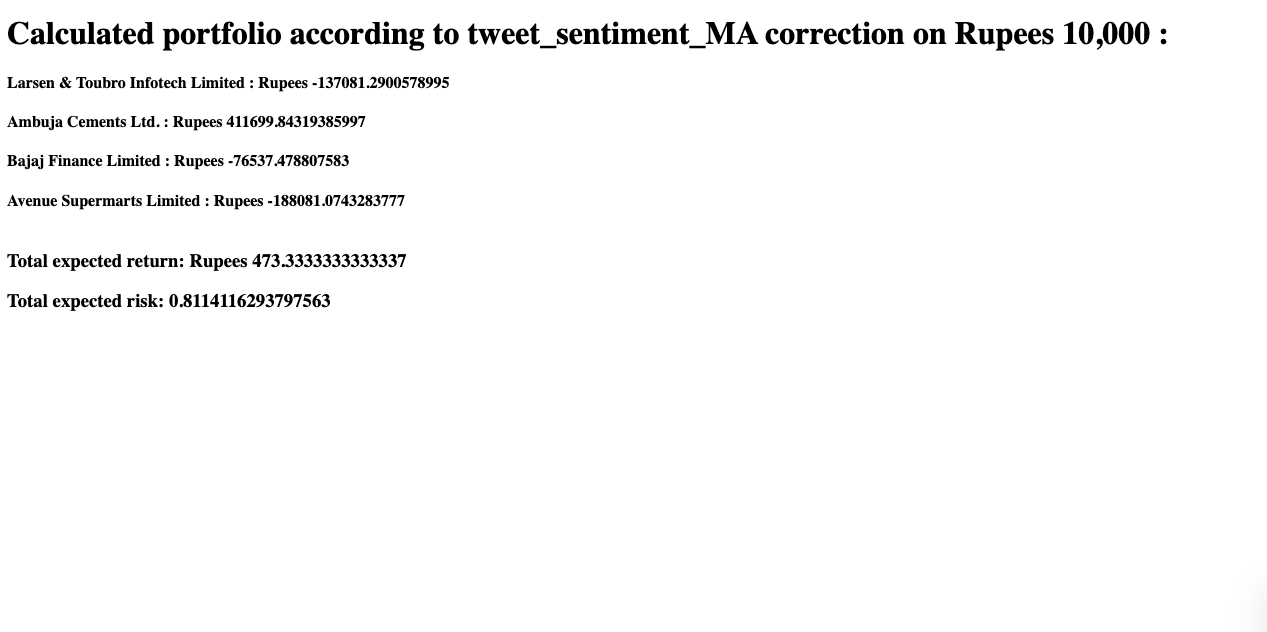 Calculated portfolio according to tweet_sentiment_MA correction on Rupees 10,000 :
Larsen & Toubro Infotech Limited : Rupees -137081.2900578995
Ambuja Cements Ltd. : Rupees 411699.84319385997
Bajaj Finance Limited : Rupees -76537.478807583
Avenue Supermarts Limited : Rupees -188081.0743283777
Total expected return: Rupees 473.3333333333337
Total expected risk: 0.8114116293797563